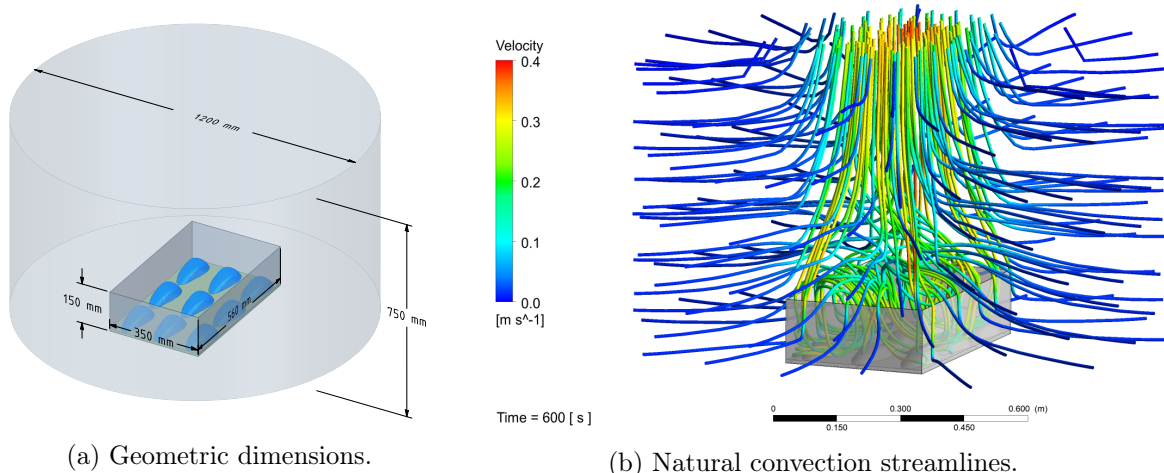 1200 mm
150 mm
350 mm
560 mm
750 mm
(a) Geometric dimensions.
Velocity
0.4
0.3
0.2
0.1
0.0
[m s^-1]
Time = 600 [ s ]
0 0.300 0.600 (m)
0.150 0.450
(b) Natural convection streamlines.